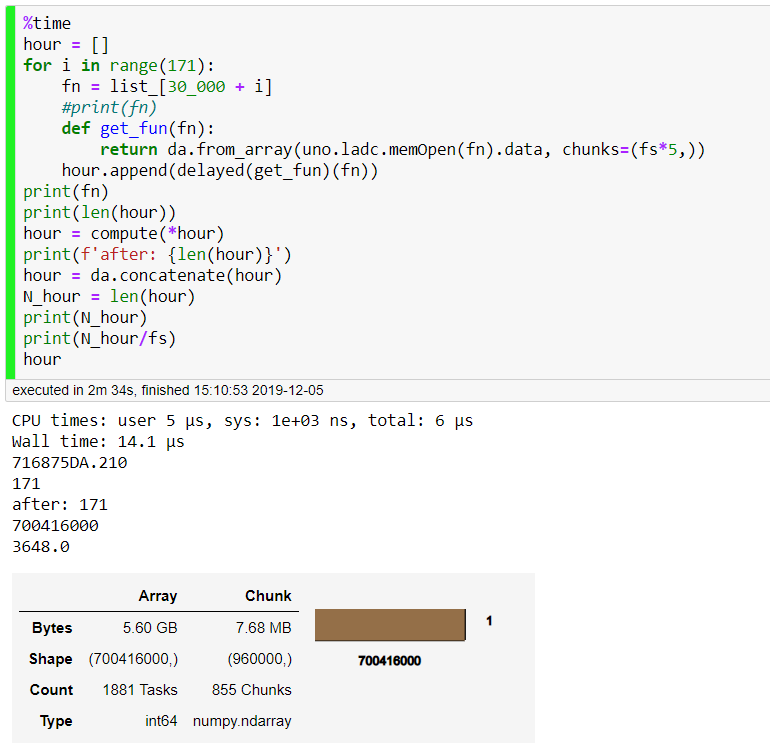 %time
hour = []
for i in range(171):
    fn = list_[30_000 + i]
    #print(fn)
    def get_fun(fn):
        return da.from_array(uno.ladc.memOpen(fn).data, chunks=(fs*5,))
    hour.append(delayed(get_fun)(fn))
print(fn)
print(len(hour))
hour = compute(*hour)
print(f'after: {len(hour)}')
hour = da.concatenate(hour)
N_hour = len(hour)
print(N_hour)
print(N_hour/fs)
hour
executed in 2m 34s, finished 15:10:53 2019-12-05
CPU times: user 5 µs, sys: 1e+03 ns, total: 6 µs
Wall time: 14.1 µs
716875DA.210
171
after: 171
700416000
3648.0
Array Chunk
Bytes 5.60 GB 7.68 MB
Shape (700416000,) (960000,)
Count 1881 Tasks 855 Chunks
Type int64 numpy.ndarray
1
700416000